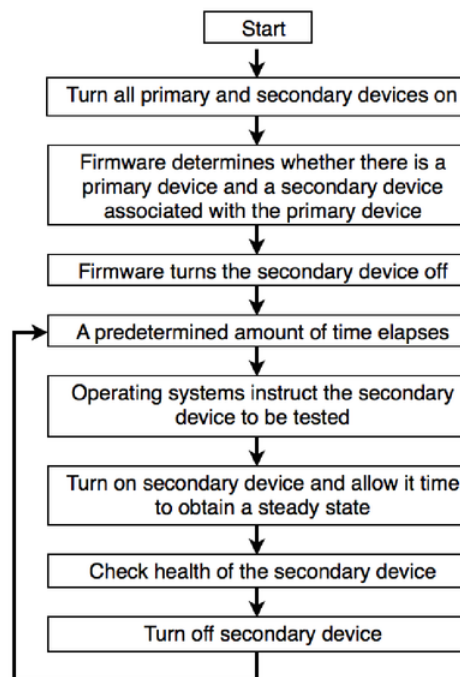 Start
Turn all primary and secondary devices on
Firmware determines whether there is a
primary device and a secondary device
associated with the primary device
Firmware turns the secondary device off
A predetermined amount of time elapses
Operating systems instruct the secondary
device to be tested
Turn on secondary device and allow it time
to obtain a steady state
Check health of the secondary device
Turn off secondary device